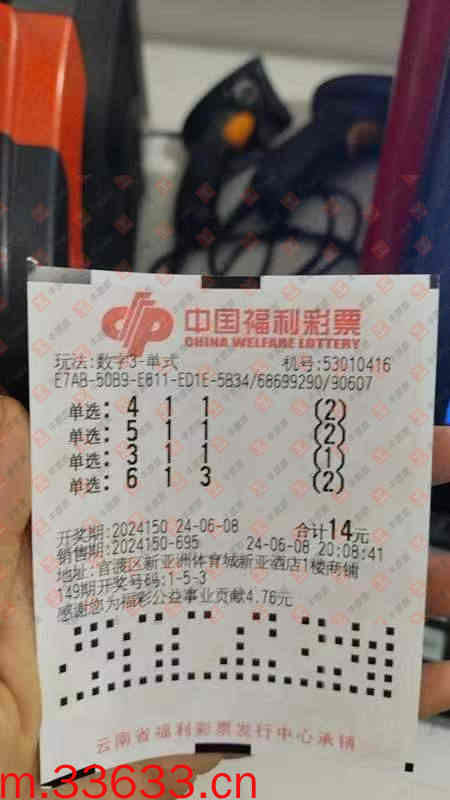 中国福利彩票
CHINA WELFARE LOTTERY
玩法:数字3-单式 机号:53010416
E7AB-50B9-E811-ED1E-5B34/68699290/90607
单选: 4 1 1 (2)
单选: 5 1 1 (2)
单选: 3 1 1 (1)
单选: 6 1 3 (2)
开奖期:2024150 24-06-08 合计14元
销售期:2024150-695 24-06-08 20:08:41
地址:官渡区新亚洲体育城新亚酒店1楼商铺
149期开奖号码:1-5-3
感谢您为福彩公益事业贡献4.76元
云南省福利彩票发行中心承销
m.33633.cn